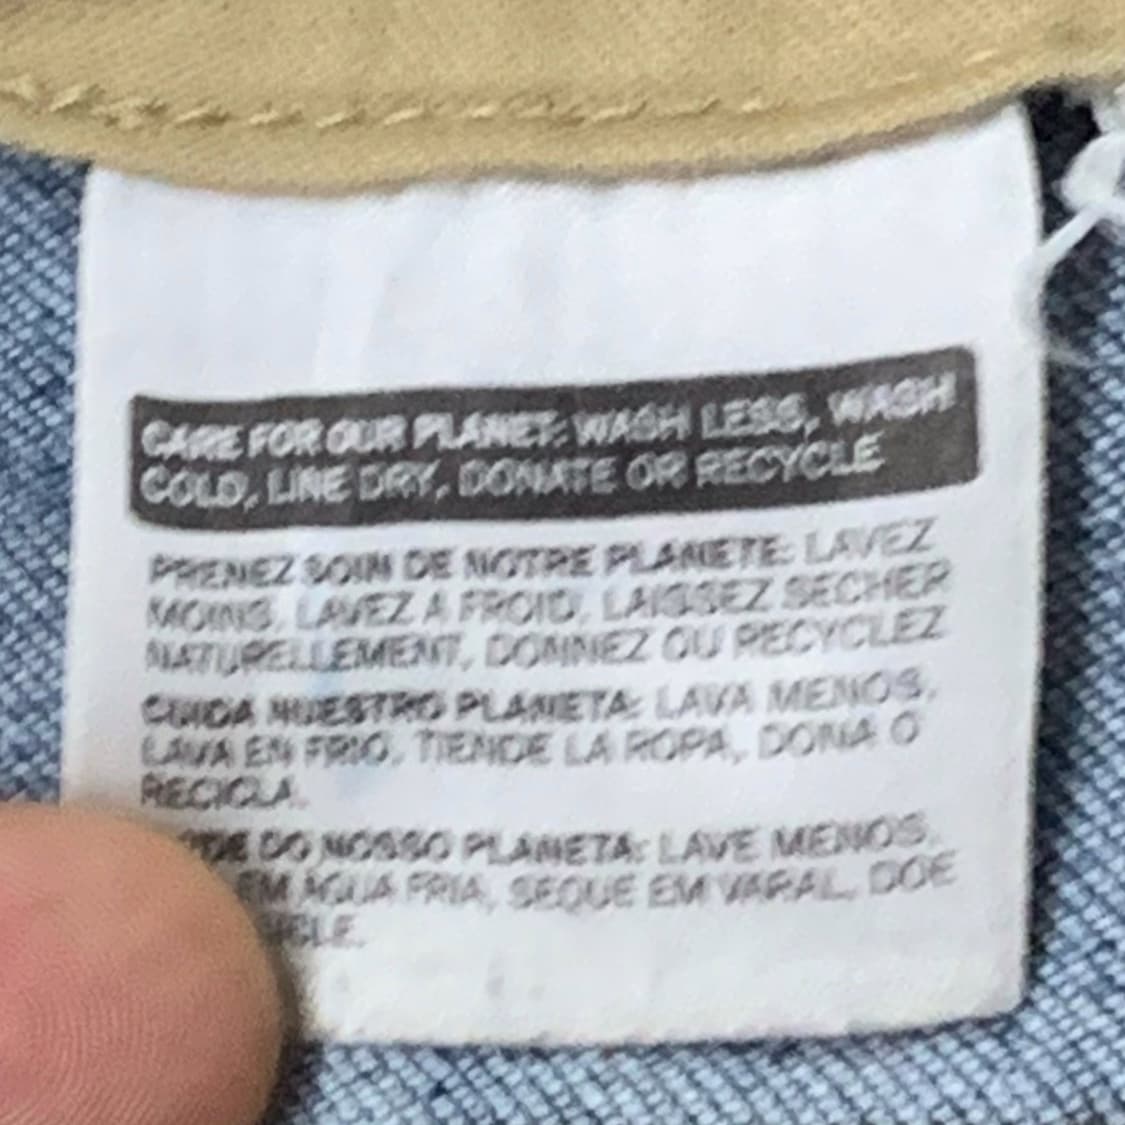 CARE FOR OUR PLANET: WASH LESS, WASH
COLD, LINE DRY, DONATE OR RECYCLE
PRENEZ SOIN DE NOTRE PLANETE: LAVEZ
MOINS, LAVEZ A FROID, LAISSEZ SECHER
NATURELLEMENT, DONNEZ OU RECYCLEZ
CUIDA NUESTRO PLANETA: LAVA MENOS,
LAVA EN FRIO, TIENDE LA ROPA, DONA O
RECICLA.
DO NOSSO PLANETA: LAVE MENOS,
EM AGUA FRIA, SEQUE EM VARAL, DOE